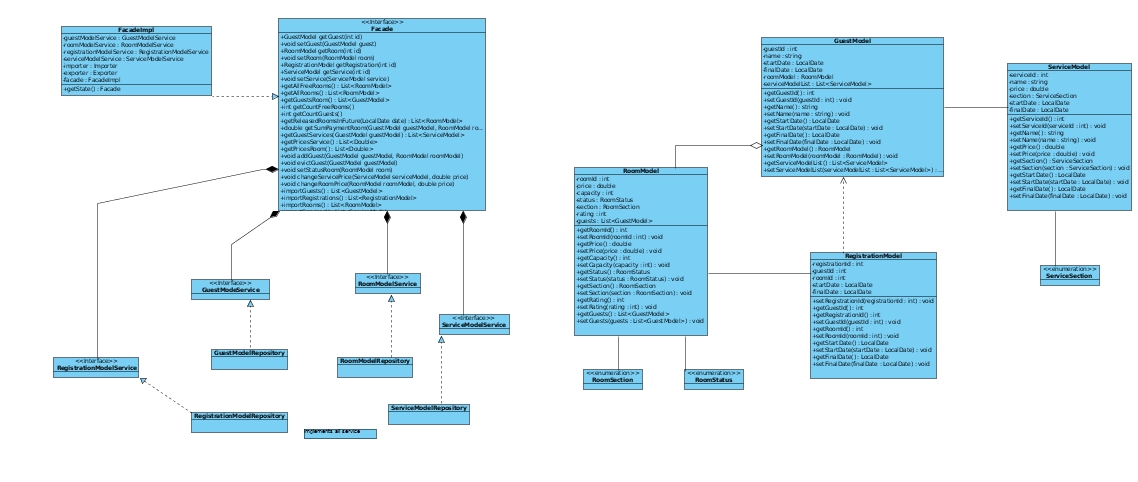 FacadeImpl
-guestModelService : GuestModelService
-roomModelService : RoomModelService
-registrationModelService : RegistrationModelService
-serviceModelService : ServiceModelService
-importer : Importer
-exporter : Exporter
-facade : FacadeImpl
+getState() : Facade
<<Interface>>
Facade
+GuestModel getGuest(int id)
+void setGuest(GuestModel guest)
+RoomModel getRoom(int id)
+void setRoom(RoomModel room)
+RegistrationModel getRegistration(int id)
+ServiceModel getService(int id)
+void setService(ServiceModel service)
+getAllFreeRooms() : List<RoomModel>
+getAllRooms() : List<RoomModel>
+getGuestsRoom() : List<GuestModel>
+int getCountFreeRooms()
+int getCountGuests()
+getReleasedRoomsInFuture(LocalDate date) : List<RoomModel>
+double getSumPaymentRoom(GuestModel guestModel, RoomModel ro...
+getGuestServices(GuestModel guestModel) : List<ServiceModel>
+getPricesService() : List<Double>
+getPricesRoom() : List<Double>
+void addGuest(GuestModel guestModel, RoomModel roomModel)
+void evictGuest(GuestModel guestModel)
+void setStatusRoom(RoomModel room)
+void changeServicePrice(ServiceModel serviceModel, double price)
+void changeRoomPrice(RoomModel roomModel, double price)
+importGuests() : List<GuestModel>
+importRegistrations() : List<RegistrationModel>
+importRooms() : List<RoomModel>
<<Interface>>
GuestModeService
<<Interface>>
RoomModelService
<<Interface>>
ServiceModelService
<<Interface>>
RegistrationModelService
GuestModelRepository
RoomModelRepository
ServiceModelRepository
RegistrationModelRepository
implements all service
GuestModel
-guestId : int
-name : string
-startDate : LocalDate
-finalDate : LocalDate
-roomModel : RoomModel
-serviceModelList : List<ServiceModel>
+getGuestId() : int
+setGuestId(guestId : int) : void
+getName() : string
+setName(name : string) : void
+getStartDate() : LocalDate
+setStartDate(startDate : LocalDate) : void
+getFinalDate() : LocalDate
+setFinalDate(finalDate : LocalDate) : void
+getRoomModel() : RoomModel
+setRoomModel(roomModel : RoomModel) : void
+getServiceModelList() : List<ServiceModel>
+setServiceModelList(serviceModelList : List<ServiceModel>) : ...
ServiceModel
-serviceId : int
-name : string
-price : double
-section : ServiceSection
-startDate : LocalDate
-finalDate : LocalDate
+getServiceId() : int
+setServiceId(serviceId : int) : void
+getName() : string
+setName(name : string) : void
+getPrice() : double
+setPrice(price : double) : void
+getSection() : ServiceSection
+setSection(section : ServiceSection) : void
+getStartDate() : LocalDate
+setStartDate(startDate : LocalDate) : void
+getFinalDate() : LocalDate
+setFinalDate(finalDate : LocalDate) : void
<<enumeration>>
ServiceSection
RoomModel
-roomId : int
-price : double
-capacity : int
-status : RoomStatus
-section : RoomSection
-rating : int
-guests : List<GuestModel>
+getRoomId() : int
+setRoomId(roomId : int) : void
+getPrice() : double
+setPrice(price : double) : void
+getCapacity() : int
+setCapacity(capacity : int) : void
+getStatus() : RoomStatus
+setStatus(status : RoomStatus) : void
+getSection() : RoomSection
+setSection(section : RoomSection) : void
+getRating() : int
+setRating(rating : int) : void
+getGuests() : List<GuestModel>
+setGuests(guests : List<GuestModel>) : void
<<enumeration>>
RoomSection
<<enumeration>>
RoomStatus
RegistrationModel
-registrationId : int
-guestId : int
-roomId : int
-startDate : LocalDate
-finalDate : LocalDate
+setRegistrationId(registrationId : int) : void
+getGuestId() : int
+getRegistrationId() : int
+setGuestId(guestId : int) : void
+getRoomId() : int
+setRoomId(roomId : int) : void
+getStartDate() : LocalDate
+setStartDate(startDate : LocalDate) : void
+getFinalDate() : LocalDate
+setFinalDate(finalDate : LocalDate) : void